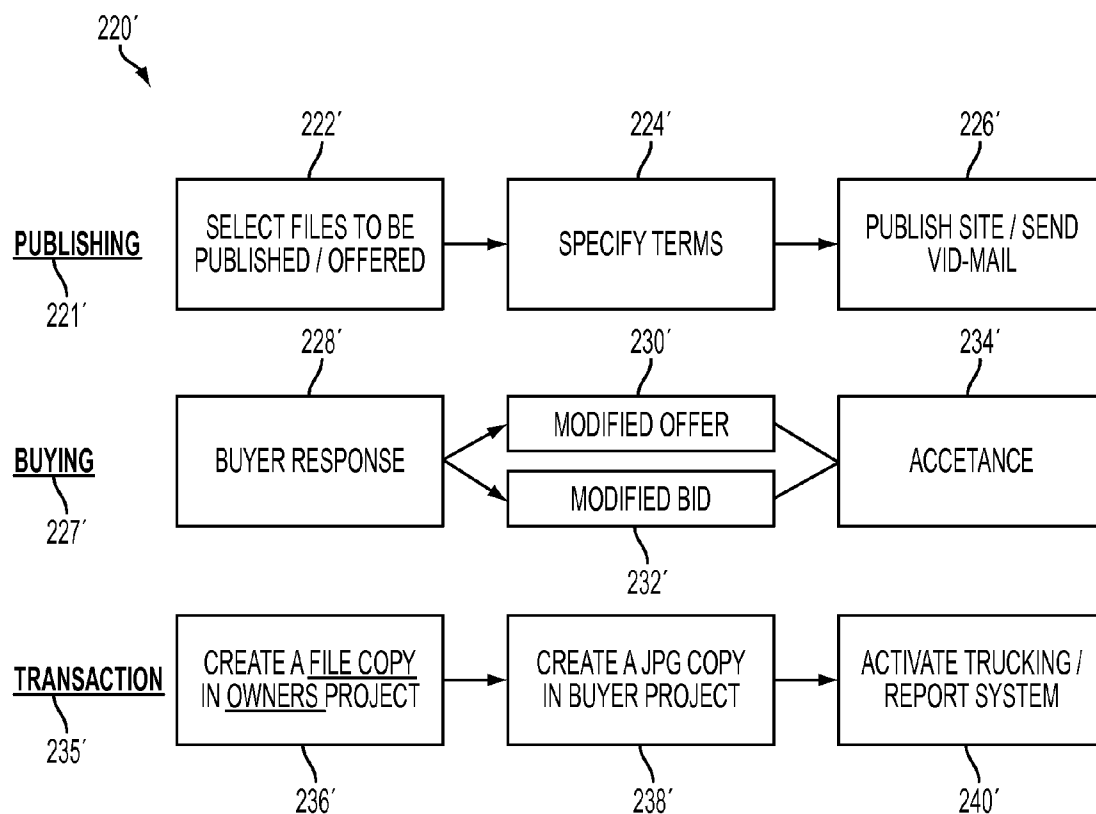 220′
222′
224′
226′
PUBLISHING
221′
SELECT FILES TO BE
PUBLISHED / OFFERED
SPECIFY TERMS
PUBLISH SITE / SEND
VID-MAIL
228′
230′
234′
BUYING
227′
BUYER RESPONSE
MODIFIED OFFER
MODIFIED BID
ACCETANCE
232′
TRANSACTION
235′
CREATE A FILE COPY
IN OWNERS PROJECT
CREATE A JPG COPY
IN BUYER PROJECT
ACTIVATE TRUCKING /
REPORT SYSTEM
236′
238′
240′